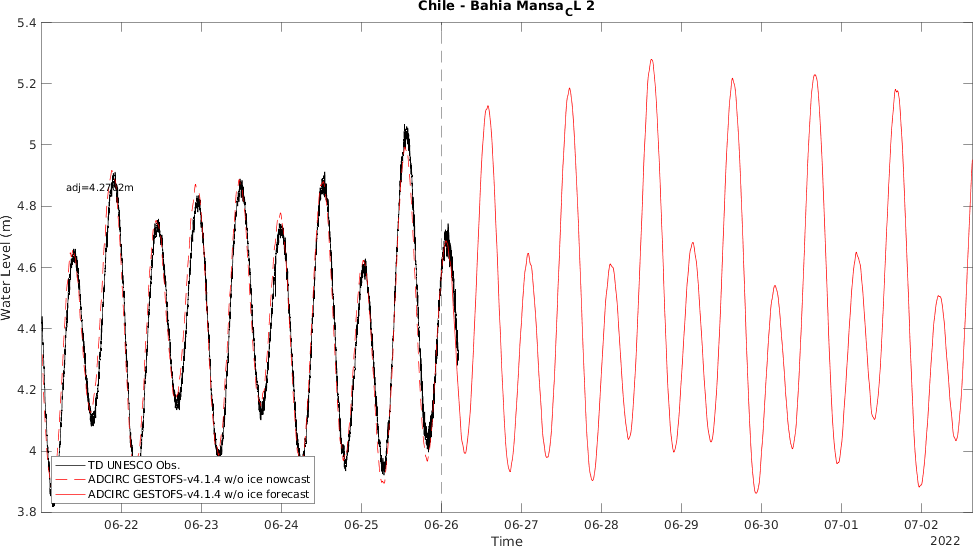 Chile - Bahia MansaCL 2
5.4
5.2
5
4.8
4.6
4.4
4.2
4
3.8
Water Level (m)
adj=4.2762m
TD UNESCO Obs.
ADCIRC GESTOFS-v4.1.4 w/o ice nowcast
ADCIRC GESTOFS-v4.1.4 w/o ice forecast
06-22 06-23 06-24 06-25 06-26 06-27 06-28 06-29 06-30 07-01 07-02
Time
2022